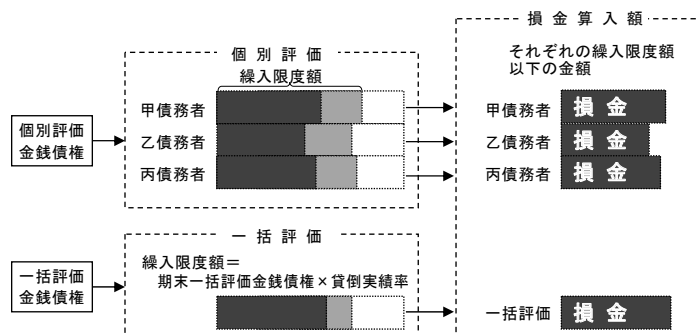 損金算入額
個別評価
繰入限度額
それぞれの繰入限度額
以下の金額
個別評価
金銭債権
甲債務者
乙債務者
丙債務者
甲債務者 損金
乙債務者 損金
丙債務者 損金
一括評価
一括評価
金銭債権
繰入限度額＝
期末一括評価金銭債権×貸倒実績率
一括評価 損金